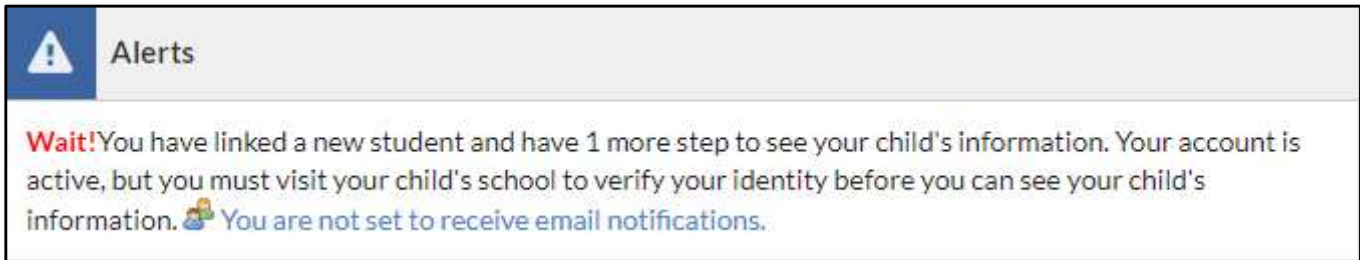 Alerts
Wait!You have linked a new student and have 1 more step to see your child's information. Your account is
active, but you must visit your child's school to verify your identity before you can see your child's
information. You are not set to receive email notifications.